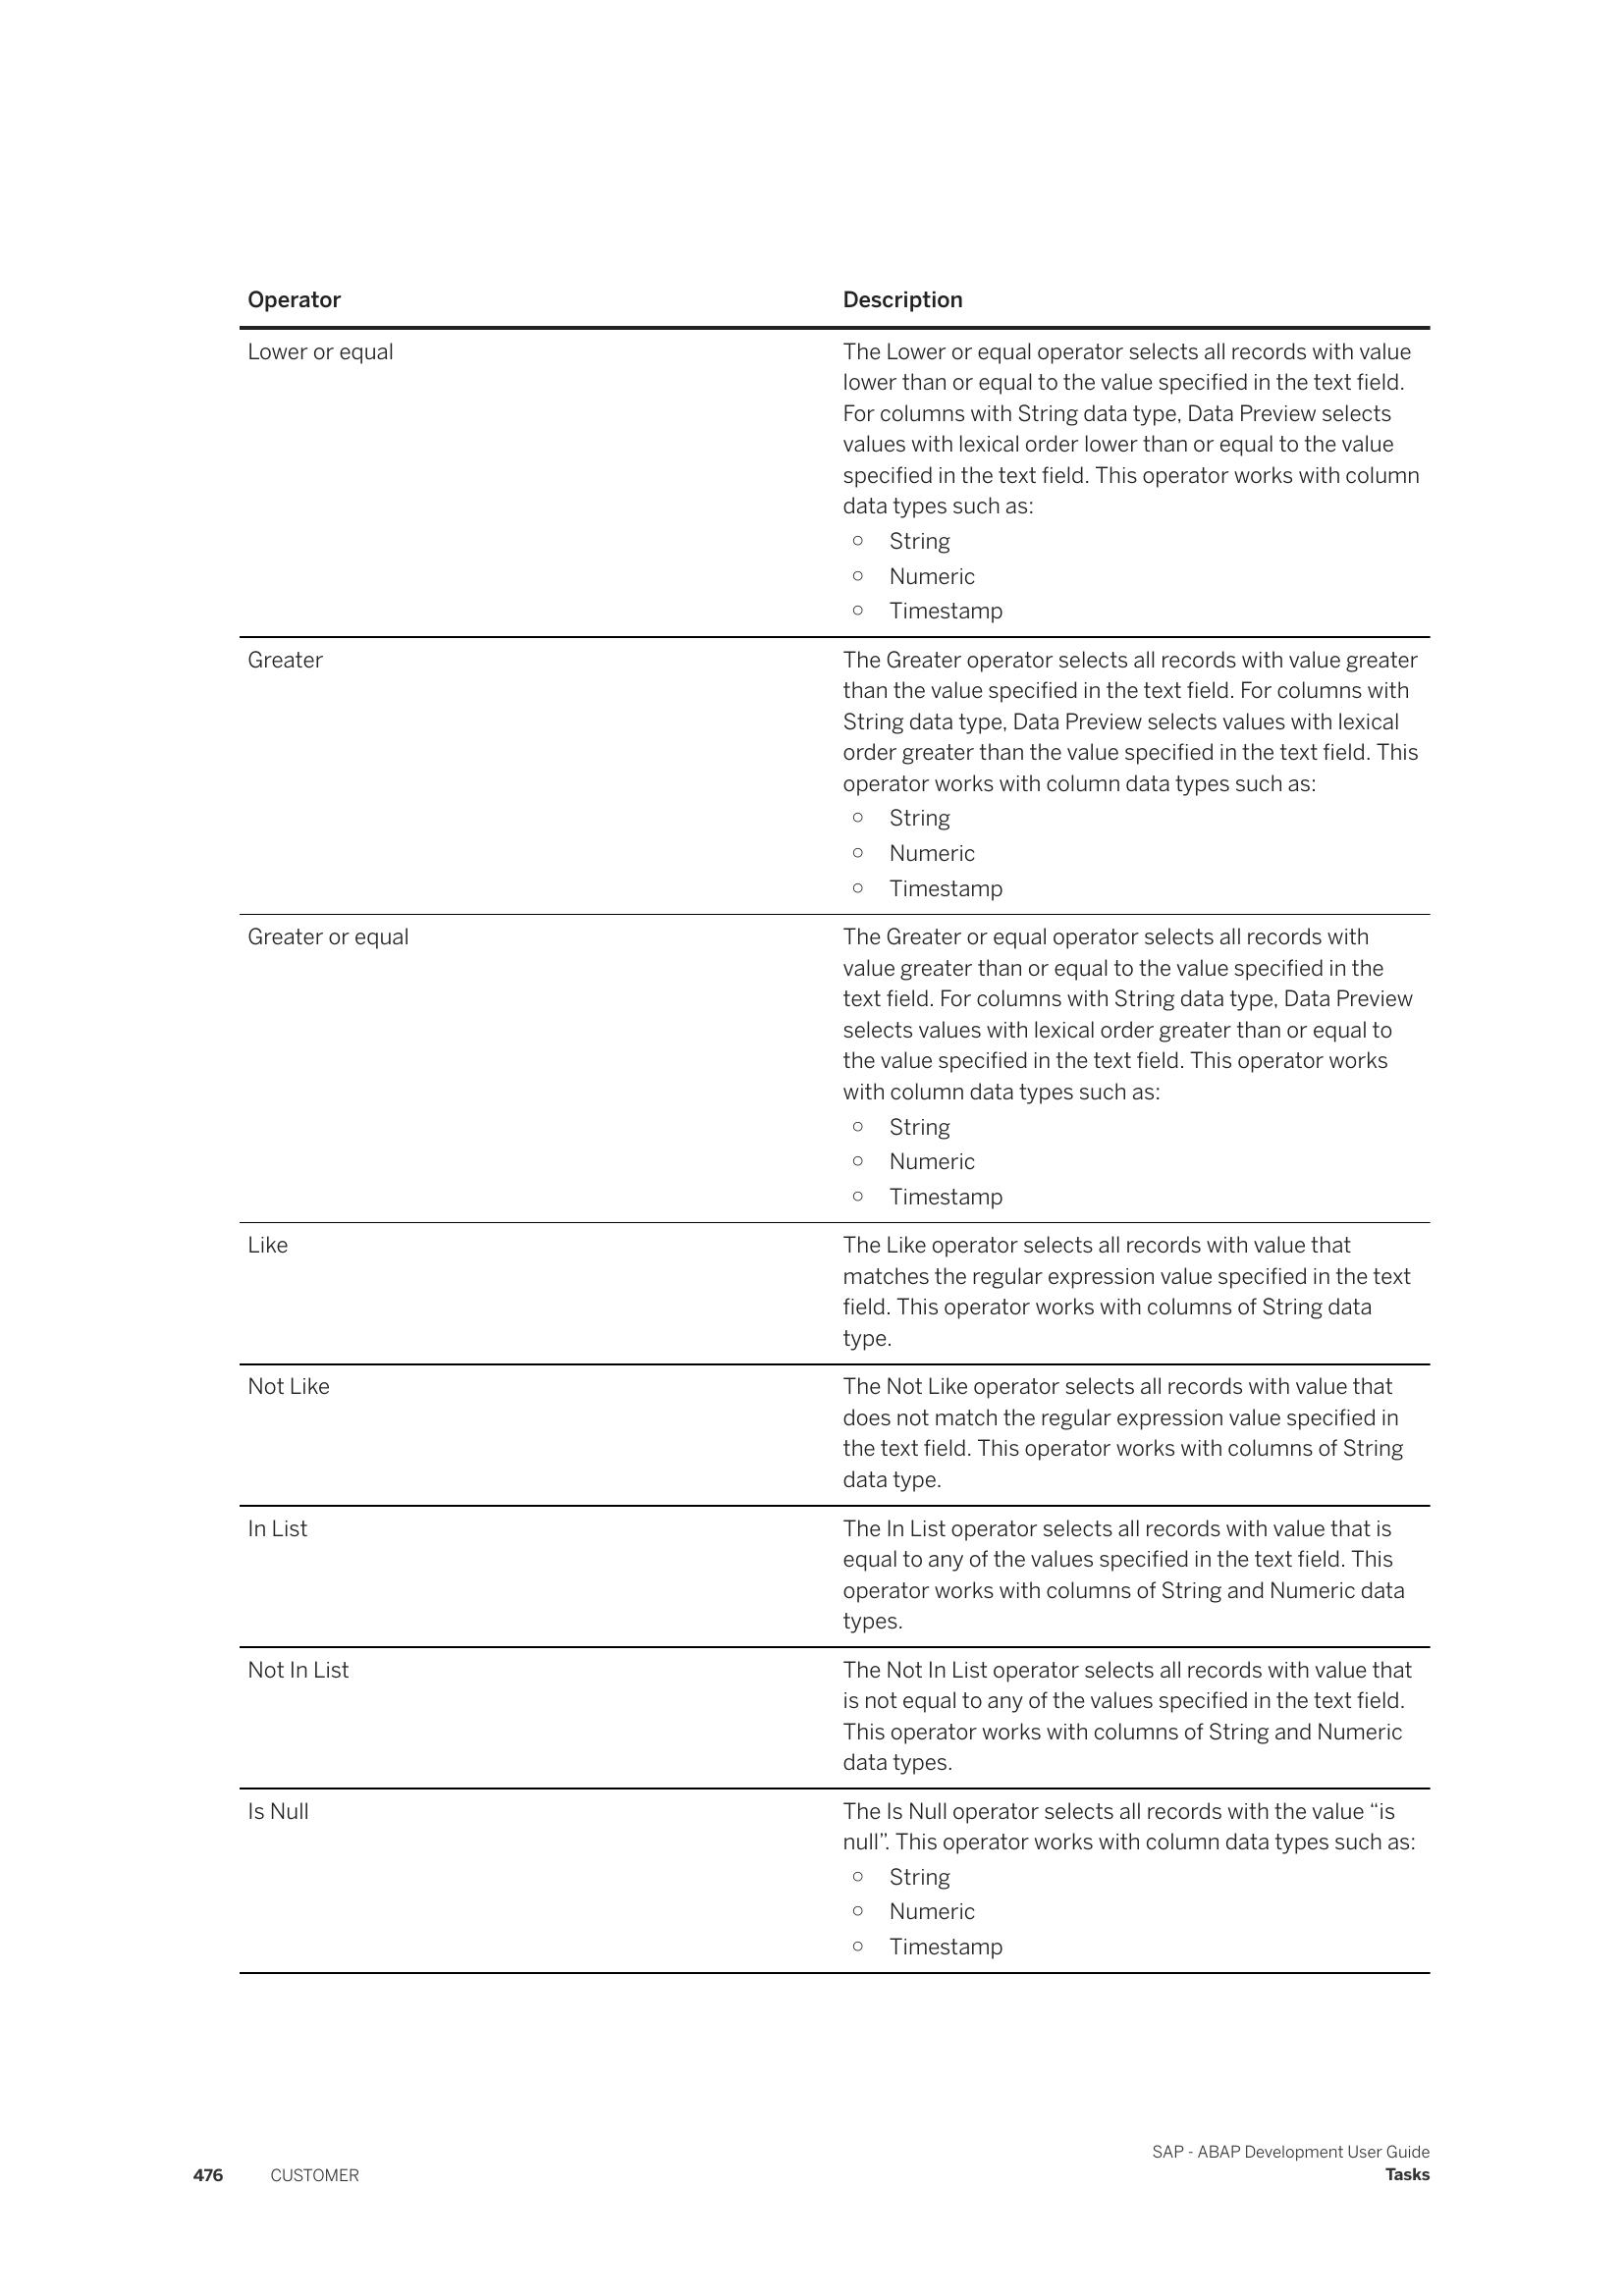 Operator
Description
Lower or equal
The Lower or equal operator selects all records with value
lower than or equal to the value specified in the text field.
For columns with String data type, Data Preview selects
values with lexical order lower than or equal to the value
specified in the text field. This operator works with column
data types such as:
○ String
○ Numeric
○ Timestamp
Greater
The Greater operator selects all records with value greater
than the value specified in the text field. For columns with
String data type, Data Preview selects values with lexical
order greater than the value specified in the text field. This
operator works with column data types such as:
○ String
○ Numeric
○ Timestamp
Greater or equal
The Greater or equal operator selects all records with
value greater than or equal to the value specified in the
text field. For columns with String data type, Data Preview
selects values with lexical order greater than or equal to
the value specified in the text field. This operator works
with column data types such as:
○ String
○ Numeric
○ Timestamp
Like
The Like operator selects all records with value that
matches the regular expression value specified in the text
field. This operator works with columns of String data
type.
Not Like
The Not Like operator selects all records with value that
does not match the regular expression value specified in
the text field. This operator works with columns of String
data type.
In List
The In List operator selects all records with value that is
equal to any of the values specified in the text field. This
operator works with columns of String and Numeric data
types.
Not In List
The Not In List operator selects all records with value that
is not equal to any of the values specified in the text field.
This operator works with columns of String and Numeric
data types.
Is Null
The Is Null operator selects all records with the value “is
null”. This operator works with column data types such as:
○ String
○ Numeric
○ Timestamp
476 CUSTOMER
SAP - ABAP Development User Guide
Tasks